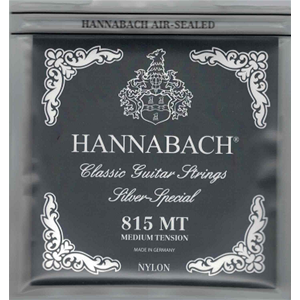 HANNABACH AIR-SEALED
HANNABACH®
Classic Guitar Strings
Silver-Special
815 MT
MEDIUM TENSION
MADE IN GERMANY
NYLON